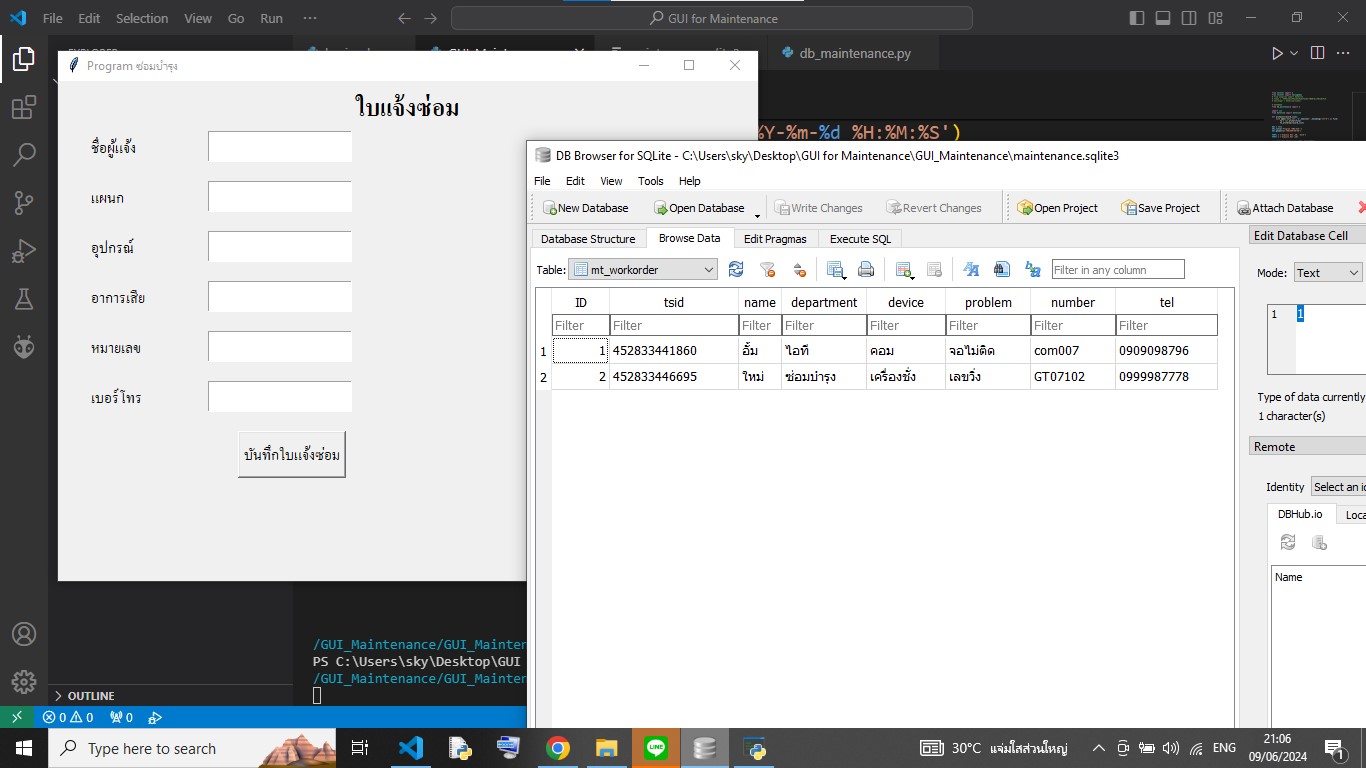 File Edit Selection View Go Run ··· GUI for Maintenance
Program ซ่อมบำรุง
db_maintenance.py
ใบแจ้งซ่อม
%Y-%m-%d %H:%M:%S')
ชื่อผู้แจ้ง
แผนก
อุปกรณ์
อาการเสีย
หมายเลข
เบอร์โทร
บันทึกใบแจ้งซ่อม
DB Browser for SQLite - C:\Users\sky\Desktop\GUI for Maintenance\GUI_Maintenance\maintenance.sqlite3
File Edit View Tools Help
New Database Open Database Write Changes Revert Changes Open Project Save Project Attach Database
Database Structure Browse Data Edit Pragmas Execute SQL
Table: mt_workorder Filter in any column
ID tsid name department device problem number tel
Filter Filter Filter Filter Filter Filter Filter Filter
1 1 452833441860 อั้ม ไอที คอม จอไม่ติด com007 0909098796
2 2 452833446695 ใหม่ ซ่อมบำรุง เครื่องชั่ง เลขวิ่ง GT07102 0999987778
Edit Database Cell
Mode: Text
1 1
Type of data currently
1 character(s)
Remote
Identity Select an
DBHub.io Loca
Name
/GUI_Maintenance/GUI_Mainten
PS C:\Users\sky\Desktop\GUI
/GUI_Maintenance/GUI_Mainten
OUTLINE
0 0 0
Type here to search
30°C แจ่มใสส่วนใหญ่ ENG 21:06
09/06/2024
1